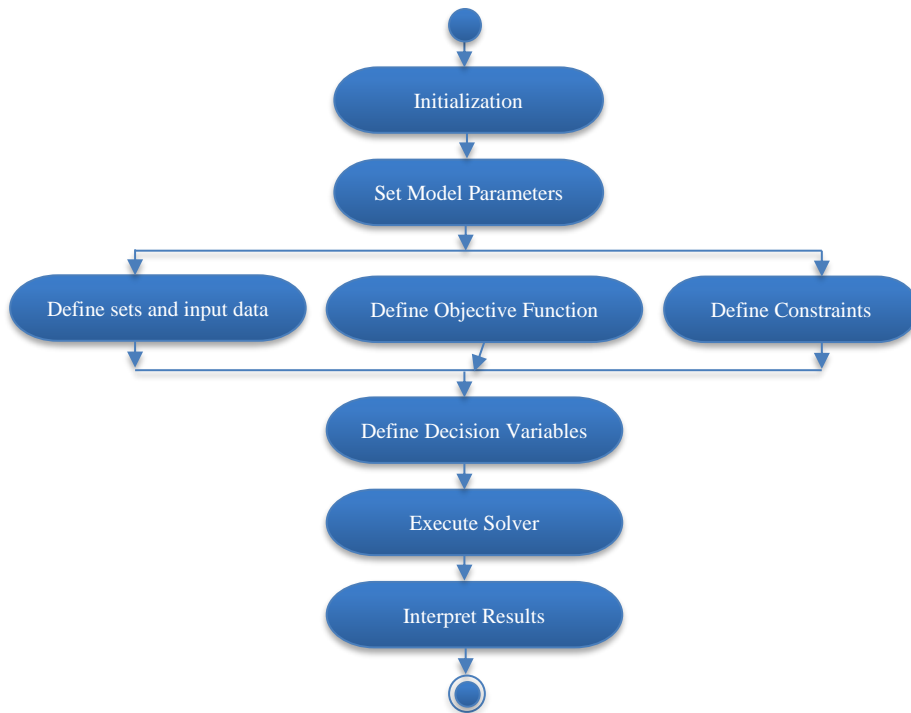 Initialization
Set Model Parameters
Define sets and input data
Define Objective Function
Define Constraints
Define Decision Variables
Execute Solver
Interpret Results